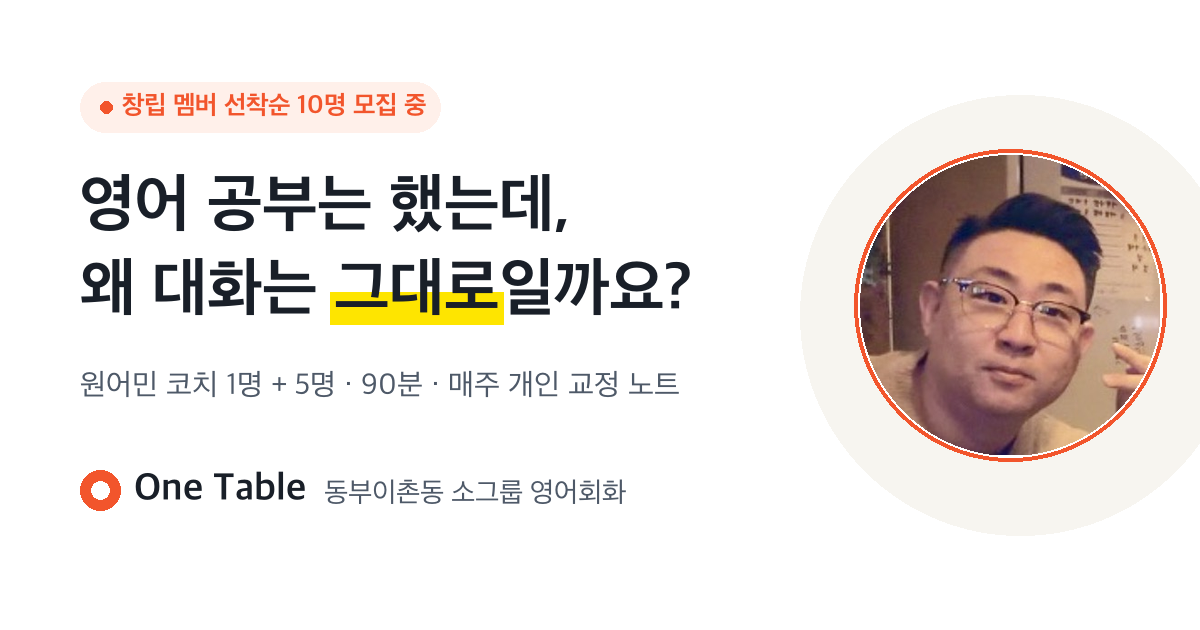 창립 멤버 선착순 10명 모집 중
영어 공부는 했는데,
왜 대화는 그대로일까요?
원어민 코치 1명 + 5명 · 90분 · 매주 개인 교정 노트
One Table 동부이촌동 소그룹 영어회화